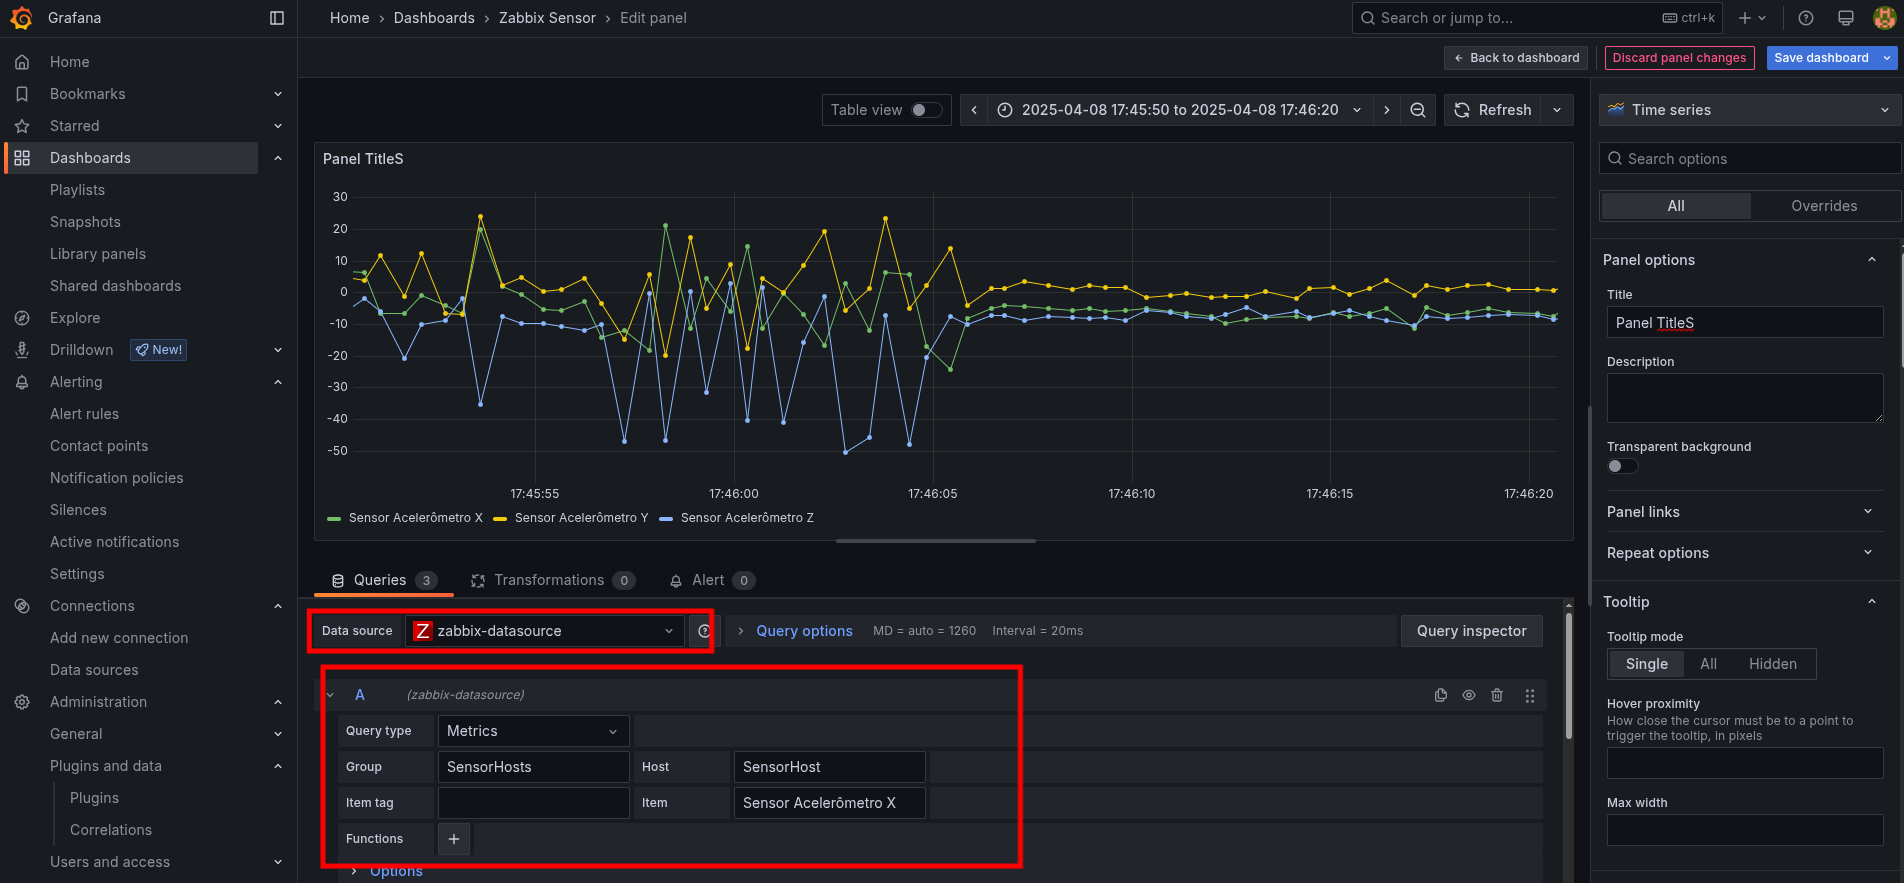 Grafana
Home › Dashboards › Zabbix Sensor › Edit panel
Search or jump to...
ctrl+k
Back to dashboard
Discard panel changes
Save dashboard
Home
Bookmarks
Starred
Dashboards
Playlists
Snapshots
Library panels
Shared dashboards
Explore
Drilldown
New!
Alerting
Alert rules
Contact points
Notification policies
Silences
Active notifications
Settings
Connections
Add new connection
Data sources
Administration
General
Plugins and data
Plugins
Correlations
Users and access
Table view
2025-04-08 17:45:50 to 2025-04-08 17:46:20
Refresh
Panel TitleS
30
20
10
0
-10
-20
-30
-40
-50
17:45:55
17:46:00
17:46:05
17:46:10
17:46:15
17:46:20
Sensor Acelerômetro X
Sensor Acelerômetro Y
Sensor Acelerômetro Z
Queries 3
Transformations 0
Alert 0
Data source
Z zabbix-datasource
Query options
MD = auto = 1260
Interval = 20ms
Query inspector
A
(zabbix-datasource)
Query type
Metrics
Group
SensorHosts
Host
SensorHost
Item tag
Item
Sensor Acelerômetro X
Functions
+
Options
Time series
Search options
All
Overrides
Panel options
Title
Panel TitleS
Description
Transparent background
Panel links
Repeat options
Tooltip
Tooltip mode
Single
All
Hidden
Hover proximity
How close the cursor must be to a point to
trigger the tooltip, in pixels
Max width